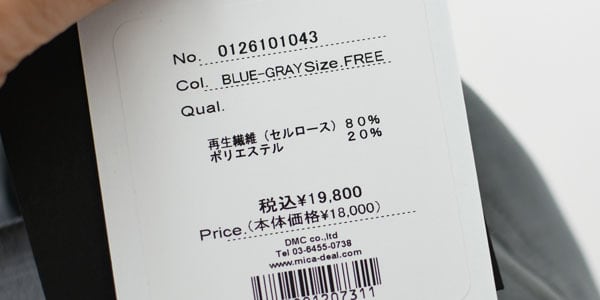 No. 0126101043
Col. BLUE-GRAY Size.FREE
Qual.
再生繊維（セルロース） 80%
ポリエステル 20%
税込¥19,800
Price.(本体価格¥18,000)
DMC co.,ltd
Tel 03-6455-0738
www.mica-deal.com